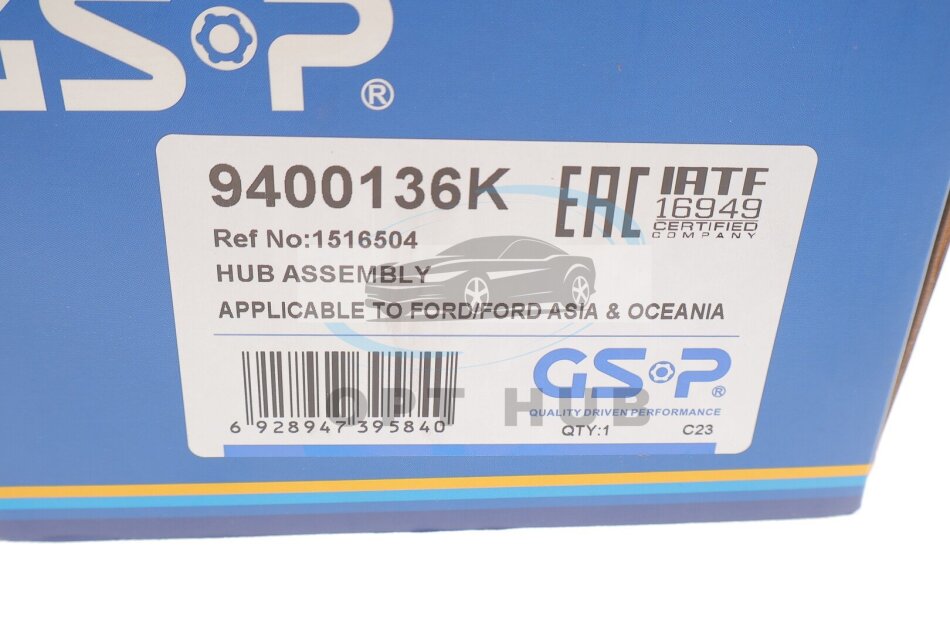 GSP®
9400136K
EAC
IATF
16949
CERTIFIED
COMPANY
Ref No:1516504
HUB ASSEMBLY
APPLICABLE TO FORD/FORD ASIA & OCEANIA
GSP®
QUALITY DRIVEN PERFORMANCE
OPT HUB
6 928947 395840
QTY:1
C23